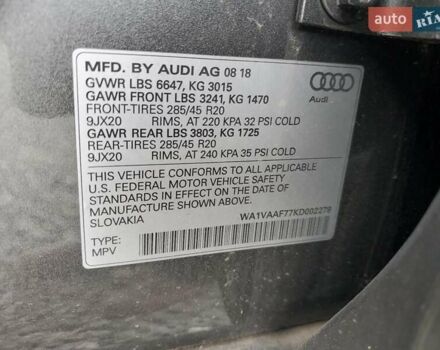 auto RIA
MFD. BY AUDI AG 08 18
GVWR LBS 6647, KG 3015
GAWR FRONT LBS 3241, KG 1470
FRONT-TIRES 285/45 R20
9JX20 RIMS, AT 220 KPA 32 PSI COLD
GAWR REAR LBS 3803, KG 1725
REAR-TIRES 285/45 R20
9JX20 RIMS, AT 240 KPA 35 PSI COLD
Audi
THIS VEHICLE CONFORMS TO ALL APPLICABLE
U.S. FEDERAL MOTOR VEHICLE SAFETY
STANDARDS IN EFFECT ON THE DATE OF
MANUFACTURE SHOWN ABOVE.
SLOVAKIA
WA1VAAF77KD002279
TYPE:
MPV